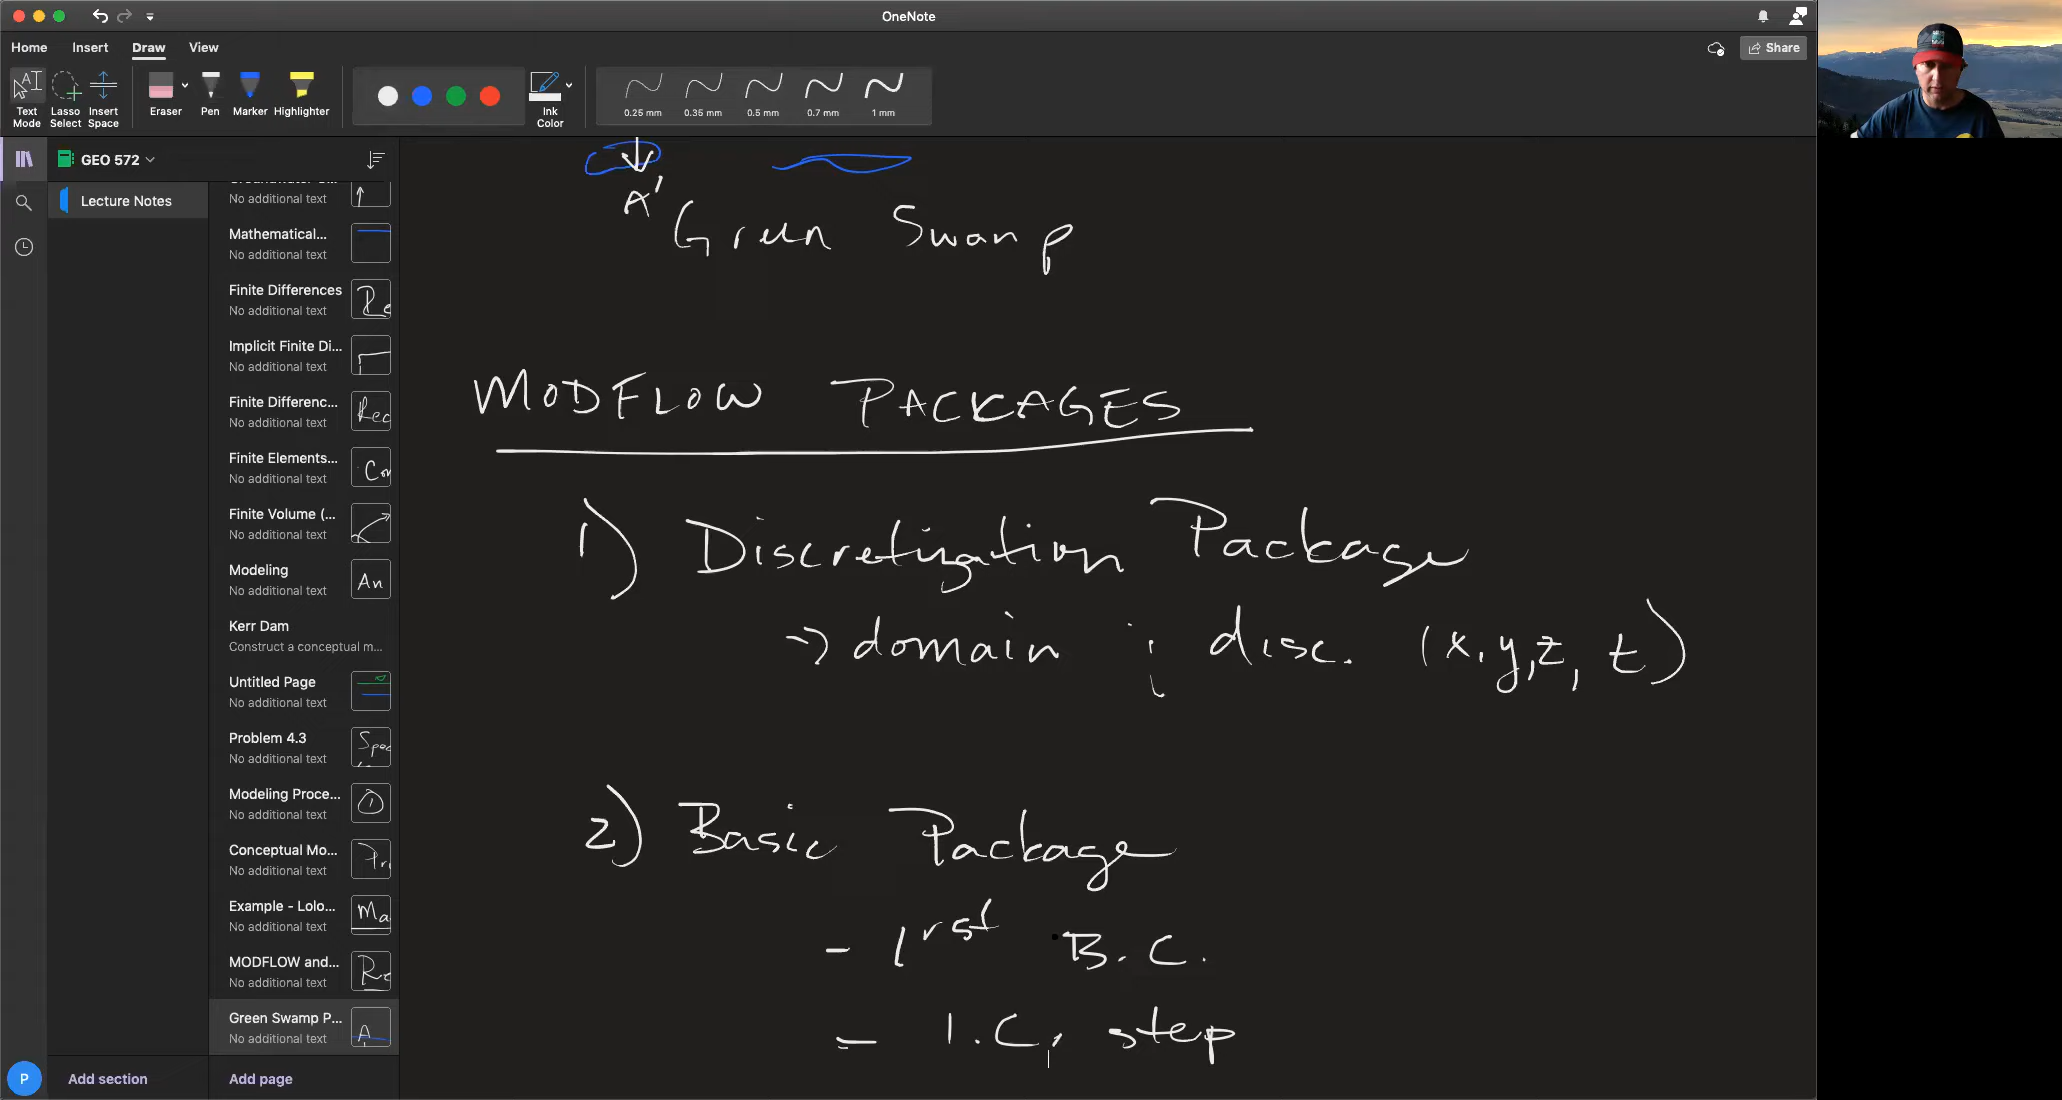 OneNote
Home Insert Draw View
Share
Text Mode
Lasso Select
Insert Space
Eraser
Pen
Marker
Highlighter
Ink Color
0.25 mm
0.35 mm
0.5 mm
0.7 mm
1 mm
GEO 572
Lecture Notes
No additional text
Mathematical...
No additional text
Finite Differences
No additional text
Implicit Finite Di...
No additional text
Finite Differenc...
No additional text
Finite Elements...
No additional text
Finite Volume (...
No additional text
Modeling
No additional text
An
Kerr Dam
Construct a conceptual m...
Untitled Page
No additional text
Problem 4.3
No additional text
Modeling Proce...
No additional text
Conceptual Mo...
No additional text
Example - Lolo...
No additional text
Ma
MODFLOW and...
No additional text
Green Swamp P...
No additional text
A
P
Add section
Add page
A'
Green Swamp
MODFLOW PACKAGES
1) Discretization Package
→ domain ; disc. (x, y, z, t)
2) Basic Package
- 1rst B.C.
- I.C., step